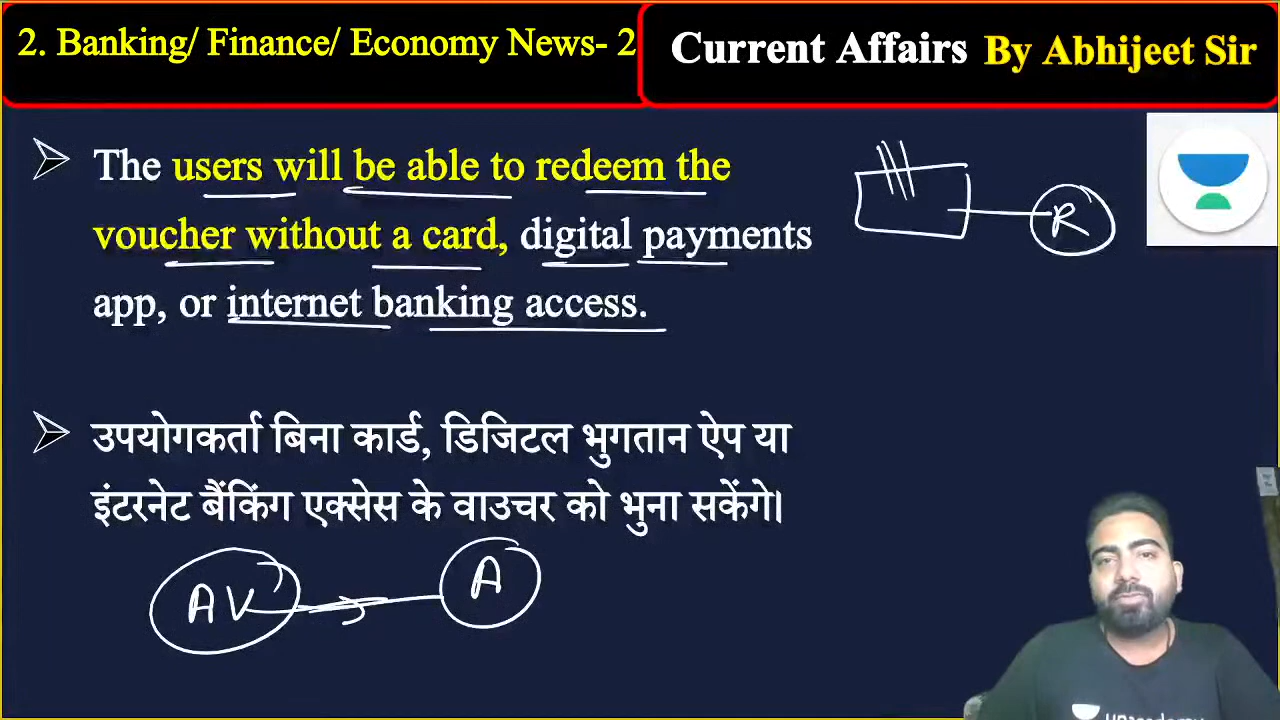 2. Banking/ Finance/ Economy News- 2
Current Affairs By Abhijeet Sir
The users will be able to redeem the
voucher without a card, digital payments
app, or internet banking access.
R
उपयोगकर्ता बिना कार्ड, डिजिटल भुगतान ऐप या
इंटरनेट बैंकिंग एक्सेस के वाउचर को भुना सकेंगे।
AV
A